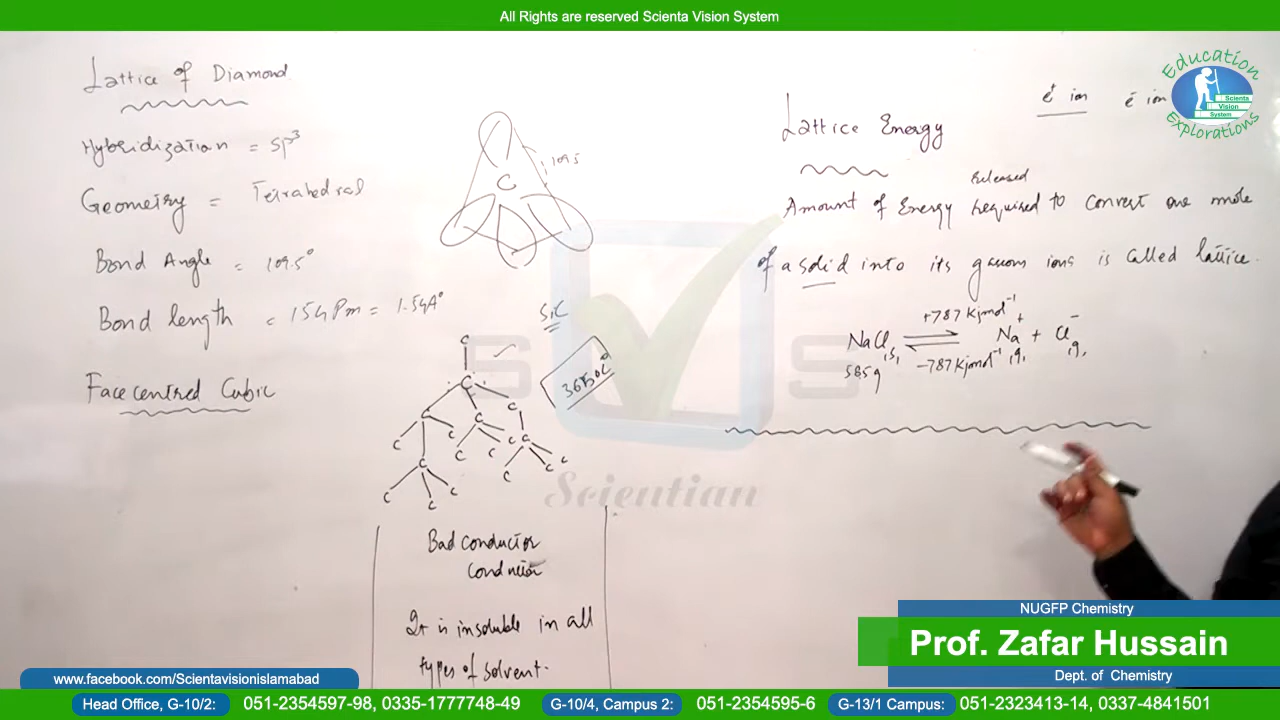 All Rights are reserved Scienta Vision System
Lattice of Diamond
Hybridization = SP³
Geometry = Tetrahedral
Bond Angle = 109.5°
Bond length = 154 Pm = 1.54A°
Face centred Cubic
C
109.5
SiC
C
C
C C C
C C C C C C
C C C C
C C C
Bad conductor
conductor
It is insoluble in all
types of solvent.
Lattice Energy
e⁺ ion e⁻ ion
released
Amount of Energy required to convert one mole
of a solid into its gaseous ions is called lattice.
+787 Kjmol⁻¹
NaCl(s) ⇌ Na⁺(g) + Cl⁻(g)
-787 Kjmol⁻¹
58.5g
Education
Scienta
Vision
System
Explorations
S S
Scientian
NUGFP Chemistry
Prof. Zafar Hussain
Dept. of Chemistry
www.facebook.com/Scientavisionislamabad
Head Office, G-10/2: 051-2354597-98, 0335-1777748-49 G-10/4, Campus 2: 051-2354595-6 G-13/1 Campus: 051-2323413-14, 0337-4841501